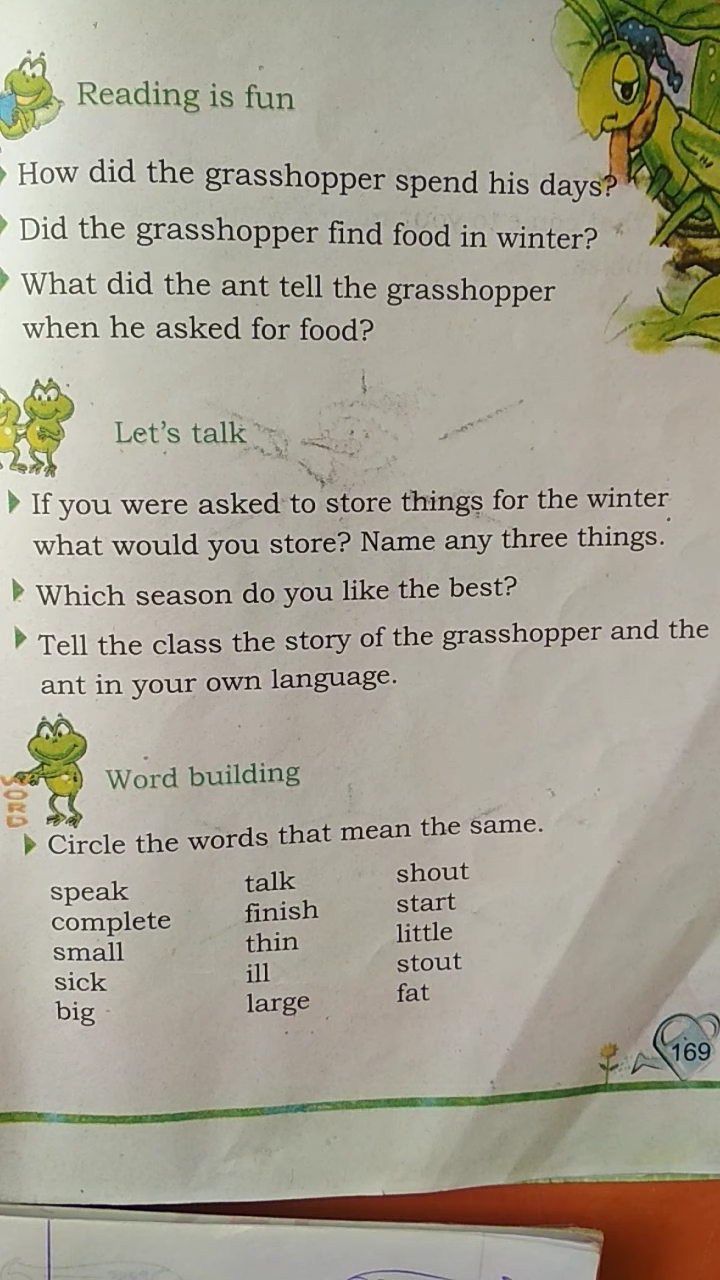 Reading is fun
How did the grasshopper spend his days?
Did the grasshopper find food in winter?
What did the ant tell the grasshopper
when he asked for food?
Let's talk
If you were asked to store things for the winter
what would you store? Name any three things.
Which season do you like the best?
Tell the class the story of the grasshopper and the
ant in your own language.
WORD
Word building
Circle the words that mean the same.
speak talk shout
complete finish start
small thin little
sick ill stout
big large fat
169